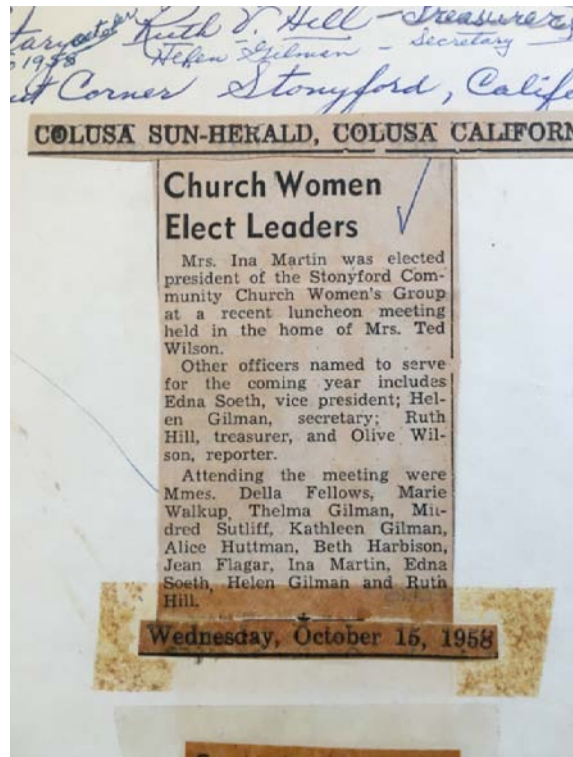 Ruth V. Hill - Treasurer
1958 Helen Gilman - Secretary
Corner Stonyford, Calif
COLUSA SUN-HERALD, COLUSA CALIFORN
Church Women
Elect Leaders
Mrs. Ina Martin was elected
president of the Stonyford Com-
munity Church Women's Group
at a recent luncheon meeting
held in the home of Mrs. Ted
Wilson.
Other officers named to serve
for the coming year includes
Edna Soeth, vice president; Hel-
en Gilman, secretary; Ruth
Hill, treasurer, and Olive Wil-
son, reporter.
Attending the meeting were
Mmes. Della Fellows, Marie
Walkup, Thelma Gilman, Mil-
dred Sutliff, Kathleen Gilman,
Alice Huttman, Beth Harbison,
Jean Flagar, Ina Martin, Edna
Soeth, Helen Gilman and Ruth
Hill.
Wednesday, October 15, 1958